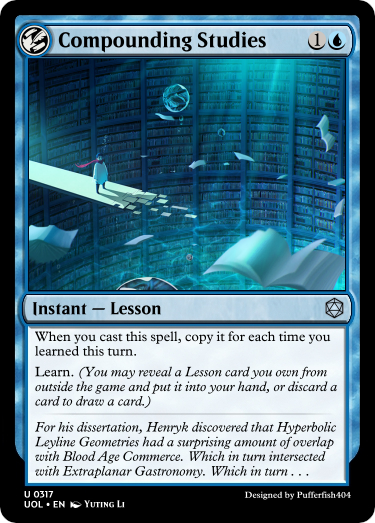 Compounding Studies 1
Instant — Lesson
When you cast this spell, copy it for each time you
learned this turn.
Learn. (You may reveal a Lesson card you own from
outside the game and put it into your hand, or discard a
card to draw a card.)
For his dissertation, Henryk discovered that Hyperbolic
Leyline Geometries had a surprising amount of overlap
with Blood Age Commerce. Which in turn intersected
with Extraplanar Gastronomy. Which in turn . . .
U 0317
UOL • EN Yuting Li
Designed by Pufferfish404